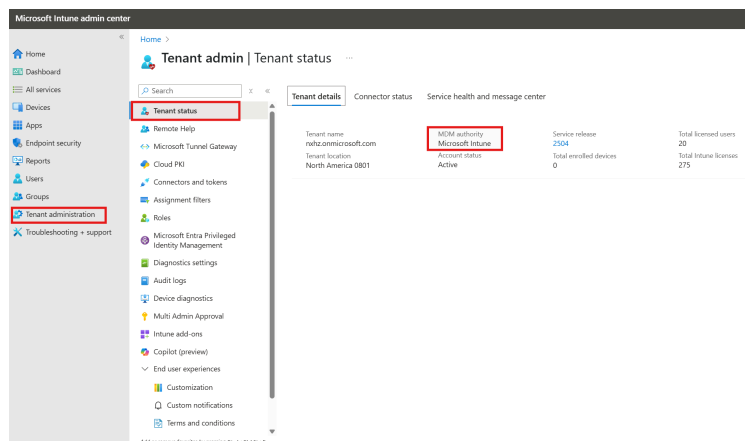 Microsoft Intune admin center
«
Home
Dashboard
All services
Devices
Apps
Endpoint security
Reports
Users
Groups
Tenant administration
Troubleshooting + support
Home >
Tenant admin | Tenant status ...
Search
X «
Tenant status
Remote Help
Microsoft Tunnel Gateway
Cloud PKI
Connectors and tokens
Assignment filters
Roles
Microsoft Entra Privileged
Identity Management
Diagnostics settings
Audit logs
Device diagnostics
Multi Admin Approval
Intune add-ons
Copilot (preview)
End user experiences
Customization
Custom notifications
Terms and conditions
Tenant details Connector status Service health and message center
Tenant name
nxhz.onmicrosoft.com
Tenant location
North America 0801
MDM authority
Microsoft Intune
Account status
Active
Service release
2504
Total enrolled devices
0
Total licensed users
20
Total Intune licenses
275